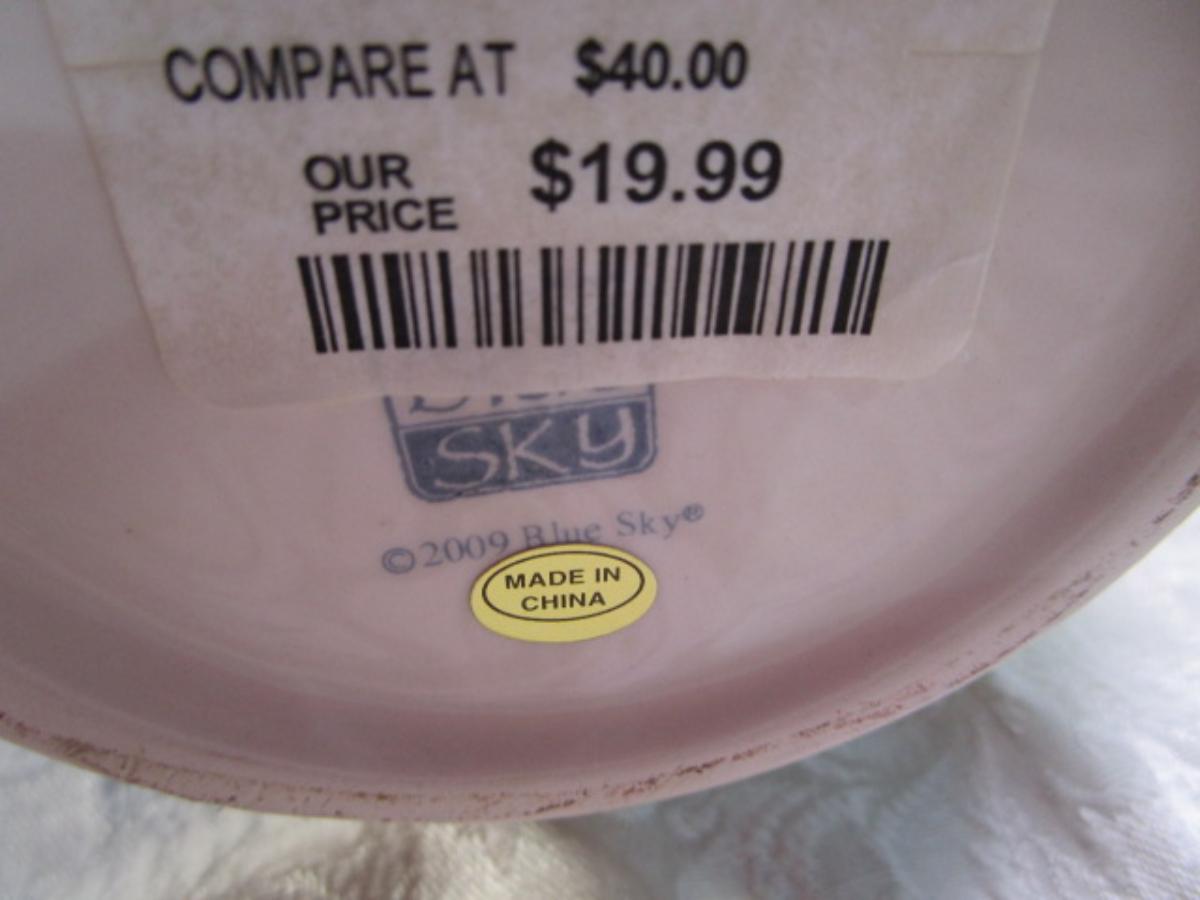 COMPARE AT $40.00
OUR PRICE $19.99
SKY
©2009 Blue Sky®
MADE IN
CHINA